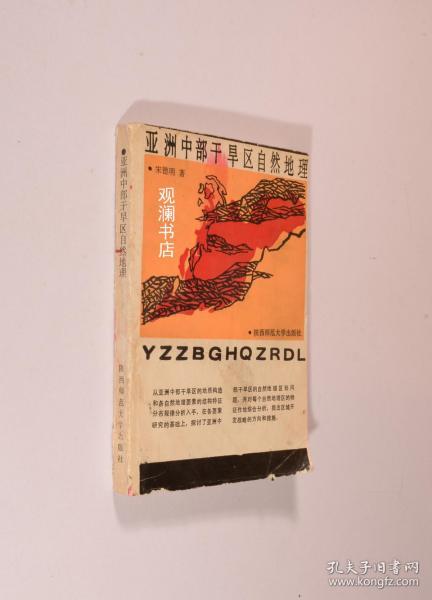 亚洲中部干旱区自然地理
陕西师范大学出版社
亚洲中部干旱区自然地理
宋德明 著
观澜书店
陕西师范大学出版社
YZZBGHQZRDL
从亚洲中部干旱区的地质构造
和各自然地理要素的结构特征
分布规律分析入手，在各要素
研究的基础上，探讨了亚洲中
部干旱区的自然地理区划问
题，并对每个自然地理区的特
征作地综合分析，提出区域开
发战略的方向和措施。
孔夫子旧书网
www.kongfz.com